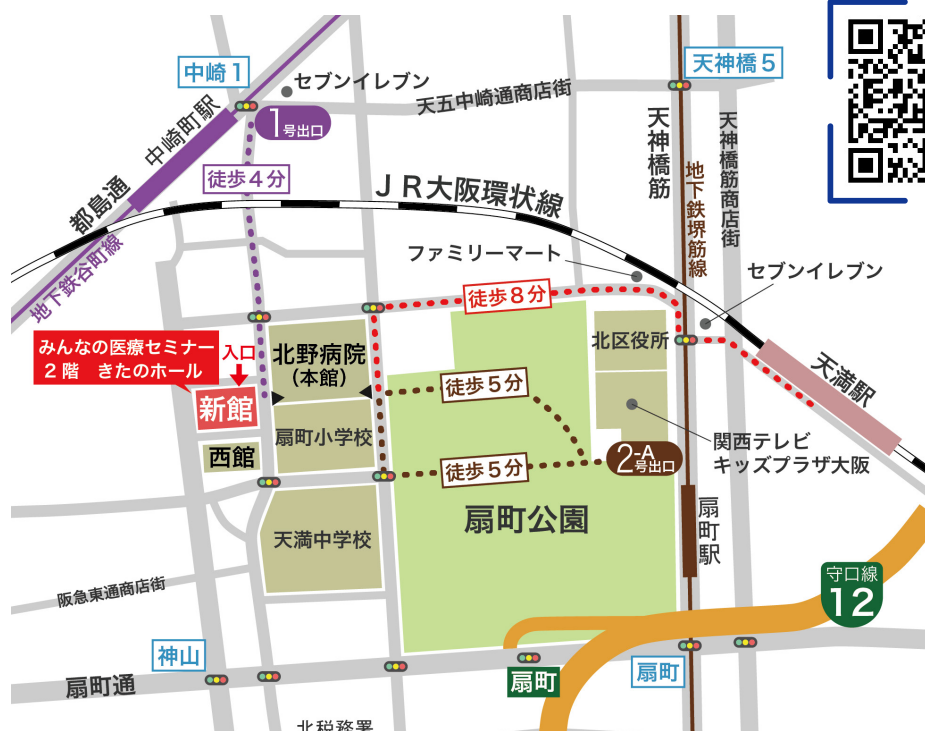 中崎1
セブンイレブン
天神橋5
天五中崎通商店街
1号出口
中崎町駅
徒歩4分
都島通
地下鉄谷町線
JR大阪環状線
天神橋筋
天神橋筋商店街
地下鉄堺筋線
ファミリーマート
セブンイレブン
徒歩8分
みんなの医療セミナー
2階 きたのホール
入口
新館
北野病院
(本館)
北区役所
天満駅
徒歩5分
扇町小学校
西館
徒歩5分
2-A号出口
関西テレビ
キッズプラザ大阪
扇町公園
扇町駅
天満中学校
阪急東通商店街
守口線
12
神山
扇町通
扇町
扇町
北税務署